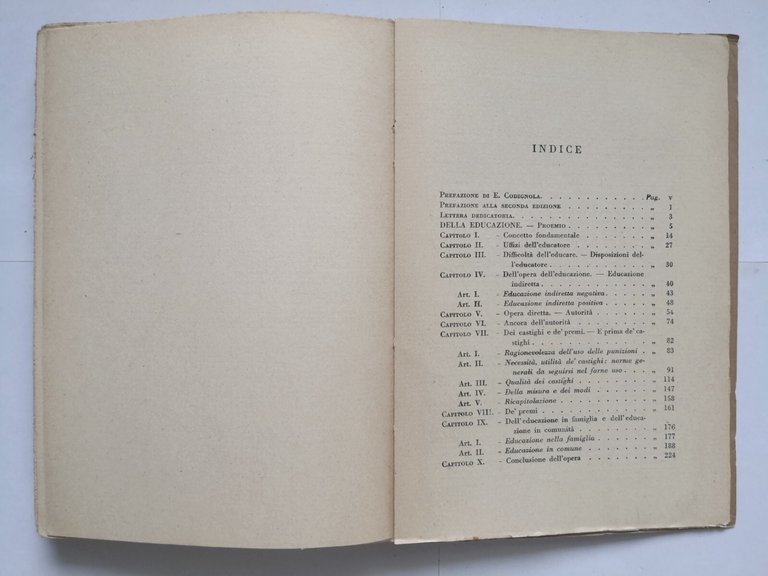 INDICE
PREFAZIONE DI E. CODIGNOLA. . . . . . . . . . . . Pag. V
PREFAZIONE ALLA SECONDA EDIZIONE . . . . . . . . „ 1
LETTERA DEDICATORIA. . . . . . . . . . . . . . . „ 3
DELLA EDUCAZIONE. — PROEMIO . . . . . . . . „ 5
CAPITOLO I. - Concetto fondamentale . . . . . . . „ 14
CAPITOLO II. - Uffizi dell'educatore . . . . . . . . „ 27
CAPITOLO III. - Difficoltà dell'educare. — Disposizioni del-
l'educatore . . . . . . . . . . . „ 30
CAPITOLO IV. - Dell'opera dell'educazione. — Educazione
indiretta . . . . . . . . . . . . „ 40
Art. I. - Educazione indiretta negativa . . . . „ 43
Art. II. - Educazione indiretta positiva . . . . „ 48
CAPITOLO V. - Opera diretta. — Autorità . . . . . „ 54
CAPITOLO VI. - Ancora dell'autorità . . . . . . . „ 74
CAPITOLO VII. - Dei castighi e de' premi. — E prima de' ca-
stighi . . . . . . . . . . . . . „ 82
Art. I. - Ragionevolezza dell'uso delle punizioni . „ 83
Art. II. - Necessità, utilità de' castighi: norme ge-
nerati da seguirsi nel farne uso . . . „ 91
Art. III. - Qualità dei castighi . . . . . . . . „ 114
Art. IV. - Della misura e dei modi . . . . . . „ 147
Art. V. - Ricapitolazione . . . . . . . . . . „ 158
CAPITOLO VIII. - De' premi . . . . . . . . . . . . „ 161
CAPITOLO IX. - Dell'educazione in famiglia e dell'educa-
zione in comunità . . . . . . . . „ 176
Art. I. - Educazione nella famiglia . . . . . . „ 177
Art. II. - Educazione in comune . . . . . . . „ 188
CAPITOLO X. - Conclusione dell'opera . . . . . . . „ 224